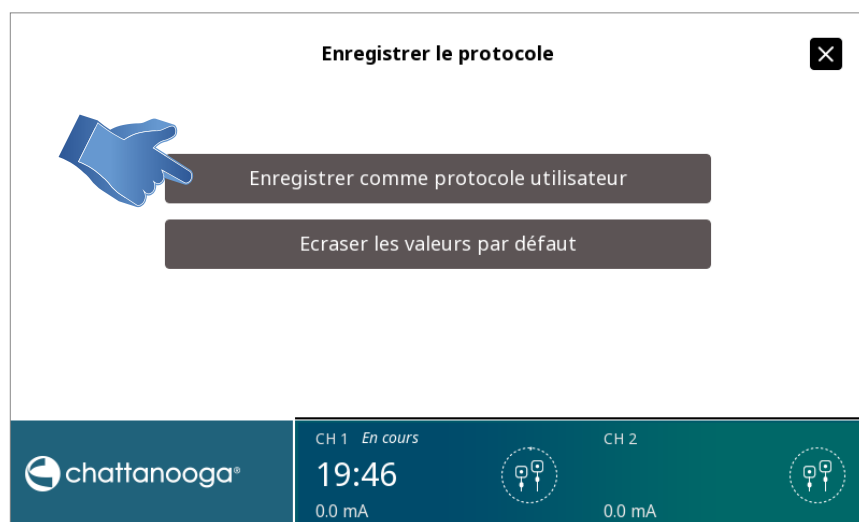 Enregistrer le protocole
Enregistrer comme protocole utilisateur
Ecraser les valeurs par défaut
chattanooga®
CH 1 En cours
19:46
0.0 mA
CH 2
0.0 mA